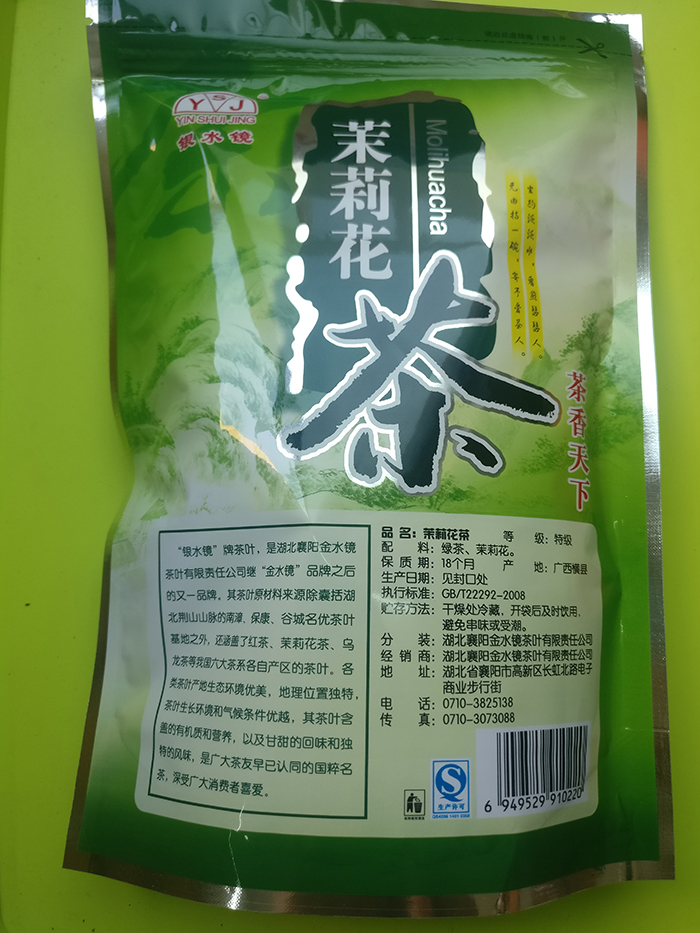 YSJ
YIN SHUI JING
银水镜
茉莉花
Molihuacha
茶
茶香天下
“银水镜”牌茶叶，是湖北襄阳金水镜
茶叶有限责任公司继“金水镜”品牌之后
的又一品牌，其茶叶原材料来源除囊括湖
北荆山山脉的南漳、保康、谷城名优茶叶
基地之外，还涵盖了红茶、茉莉花茶、乌
龙茶等我国六大茶系各自产区的茶叶。各
类茶叶产地生态环境优美，地理位置独特，
茶叶生长环境和气候条件优越，其茶叶含
盖的有机质和营养，以及甘甜的回味和独
特的风味，是广大茶友早已认同的国粹名
茶，深受广大消费者喜爱。
品 名：茉莉花茶 等 级：特级
配 料：绿茶、茉莉花。
保 质 期：18个月 产 地：广西横县
生产日期：见封口处
执行标准：GB/T22292-2008
贮存方法：干燥处冷藏，开袋后及时饮用、
避免串味或受潮。
分 装：湖北襄阳金水镜茶叶有限责任公司
经 销 商：湖北襄阳金水镜茶叶有限责任公司
地 址：湖北省襄阳市高新区长虹北路电子
商业步行街
电 话：0710-3825138
传 真：0710-3073088
生产许可
6 949529 910220